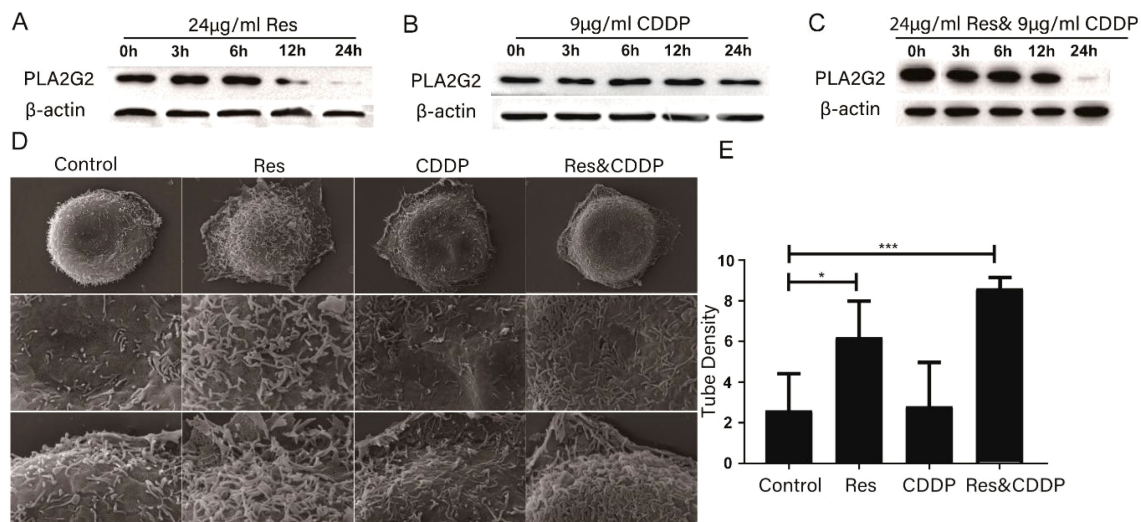 A
24μg/ml Res
0h 3h 6h 12h 24h
PLA2G2
β-actin
B
9μg/ml CDDP
0h 3h 6h 12h 24h
PLA2G2
β-actin
C
24μg/ml Res& 9μg/ml CDDP
0h 3h 6h 12h 24h
PLA2G2
β-actin
D
Control Res CDDP Res&CDDP
E
***
*
Tube Density
10
8
6
4
2
0
Control Res CDDP Res&CDDP